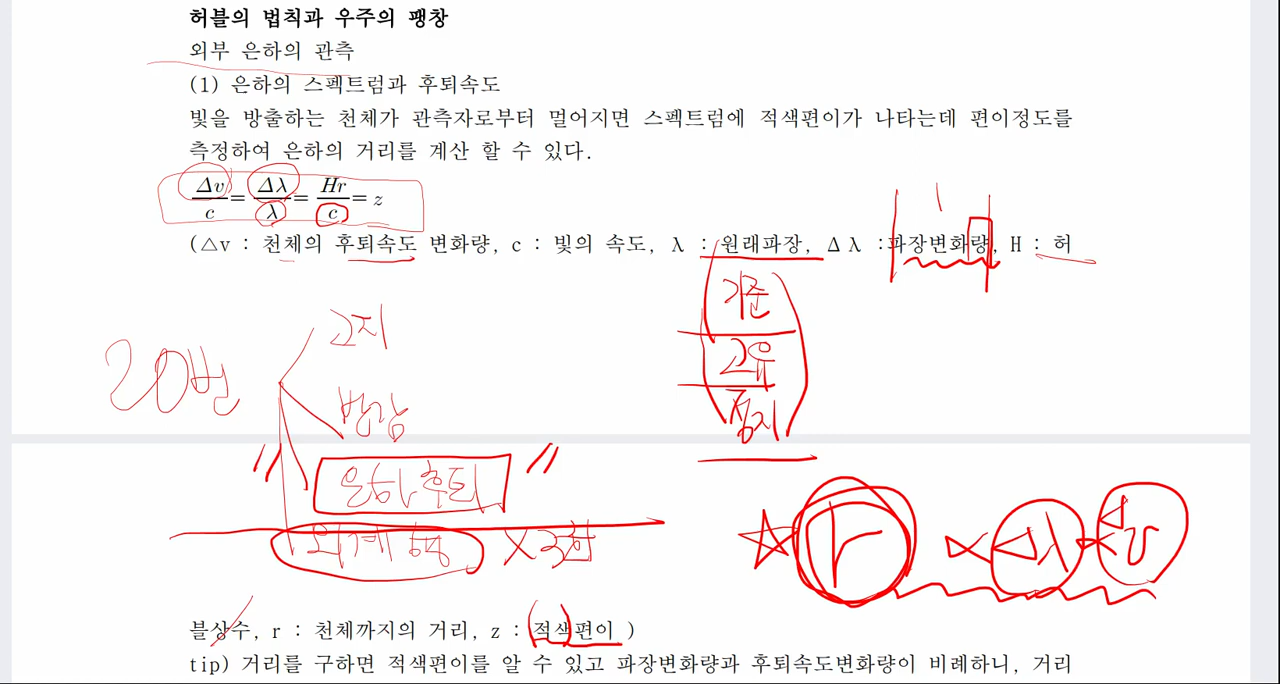 허블의 법칙과 우주의 팽창
외부 은하의 관측
(1) 은하의 스펙트럼과 후퇴속도
빛을 방출하는 천체가 관측자로부터 멀어지면 스펙트럼에 적색편이가 나타는데 편이정도를
측정하여 은하의 거리를 계산 할 수 있다.
Δv/c = Δλ/λ = Hr/c = z
(△v : 천체의 후퇴속도 변화량, c : 빛의 속도, λ : 원래파장, Δλ :파장변화량, H : 허
기준
고지
고유
20번
정지
반감
" 은하 후퇴 "
외계행 X 3회
☆ r ∝ Δλ ∝ Δv
블상수, r : 천체까지의 거리, z : 적색편이 )
tip) 거리를 구하면 적색편이를 알 수 있고 파장변화량과 후퇴속도변화량이 비례하니, 거리